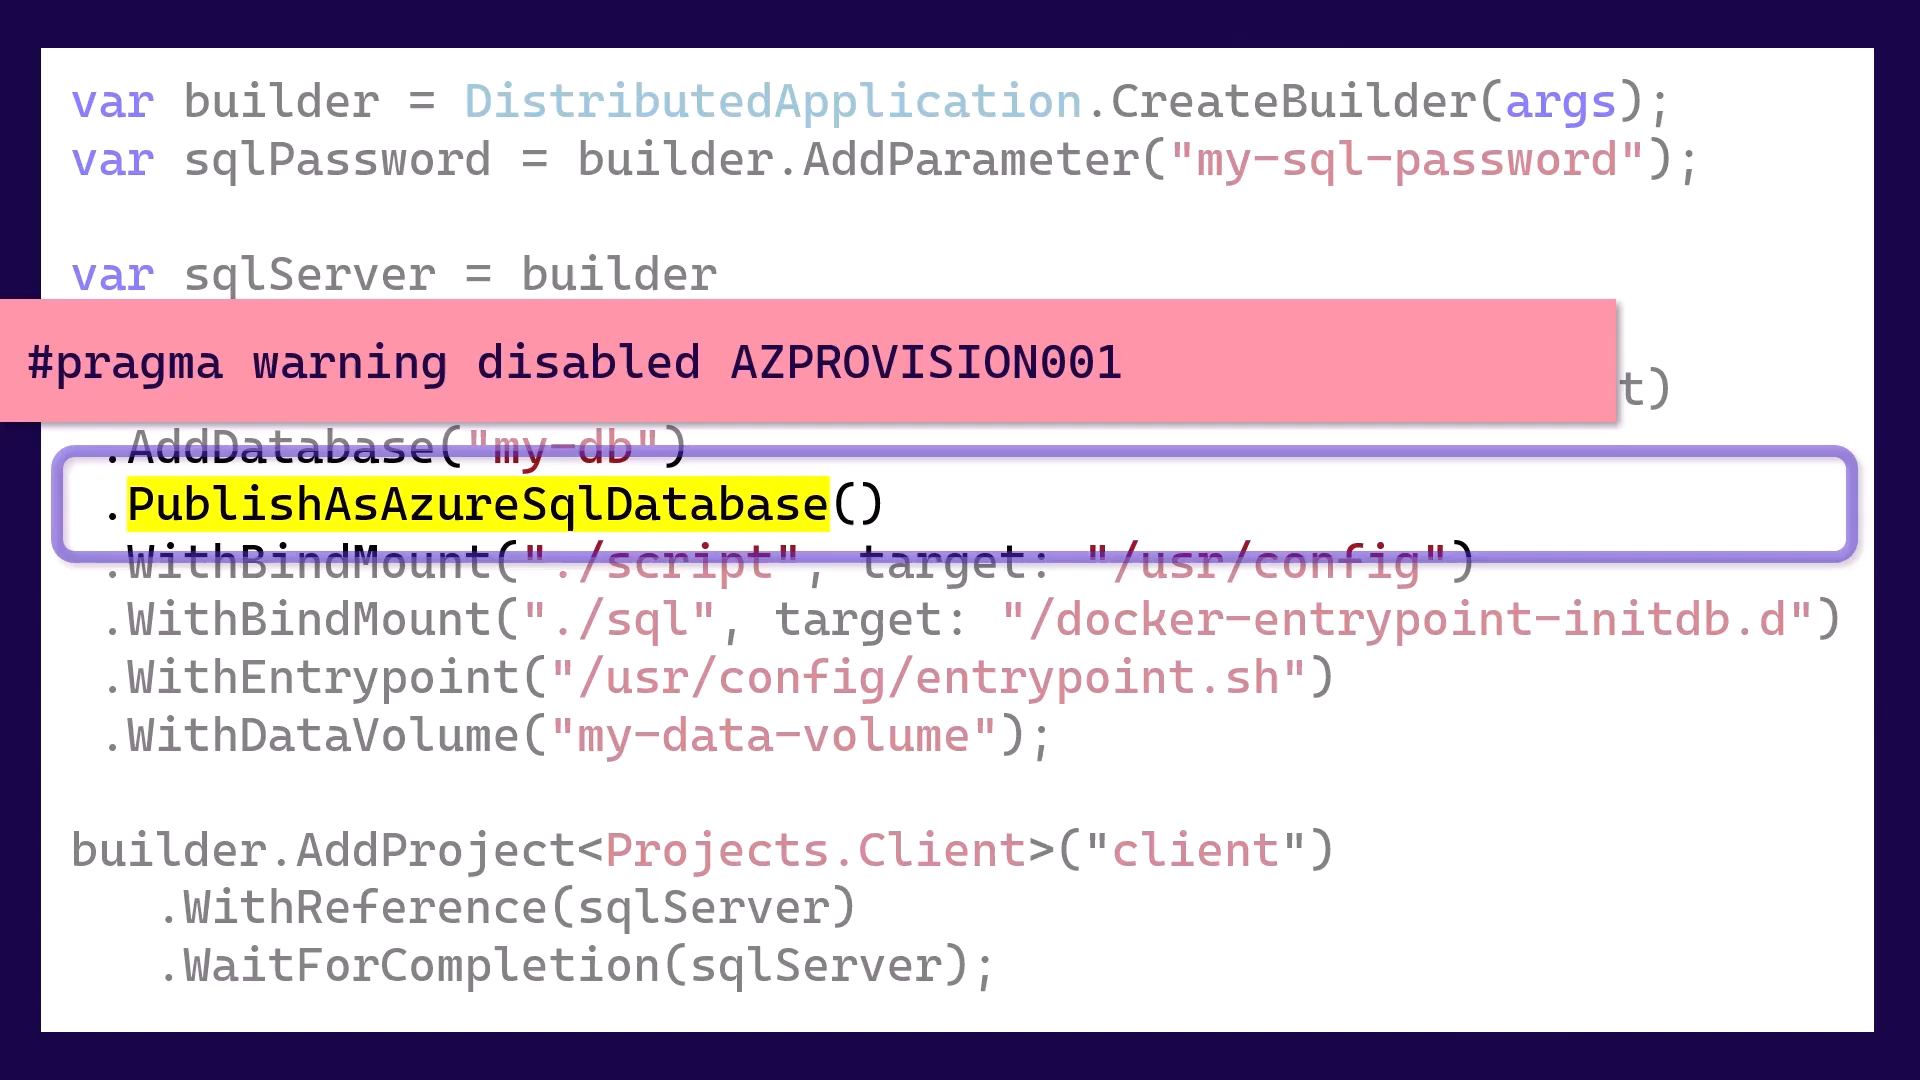 var builder = DistributedApplication.CreateBuilder(args);
var sqlPassword = builder.AddParameter("my-sql-password");
var sqlServer = builder
#pragma warning disabled AZPROVISION001
t)
.AddDatabase("my-db")
.PublishAsAzureSqlDatabase()
.WithBindMount("./script", target: "/usr/config")
.WithBindMount("./sql", target: "/docker-entrypoint-initdb.d")
.WithEntrypoint("/usr/config/entrypoint.sh")
.WithDataVolume("my-data-volume");
builder.AddProject<Projects.Client>("client")
.WithReference(sqlServer)
.WaitForCompletion(sqlServer);